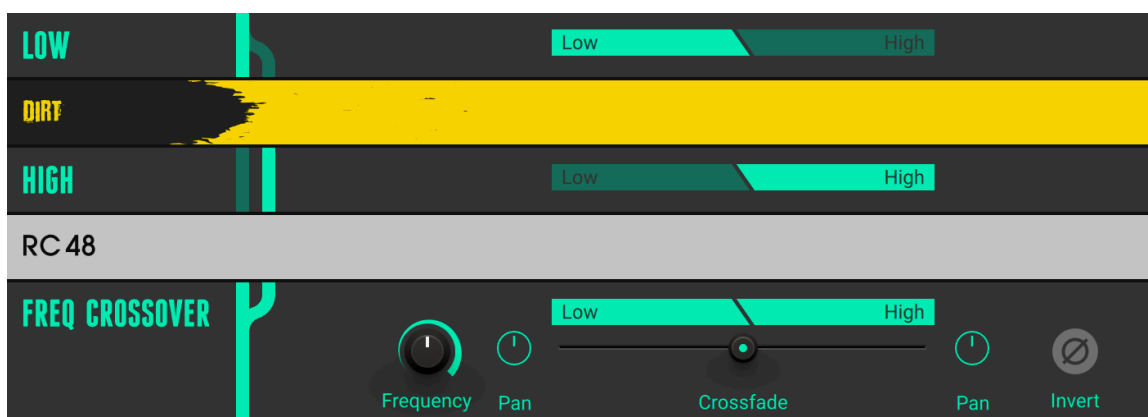 LOW
Low High
DIRT
HIGH
Low High
RC 48
FREQ CROSSOVER
Low High
Frequency Pan Crossfade Pan Invert